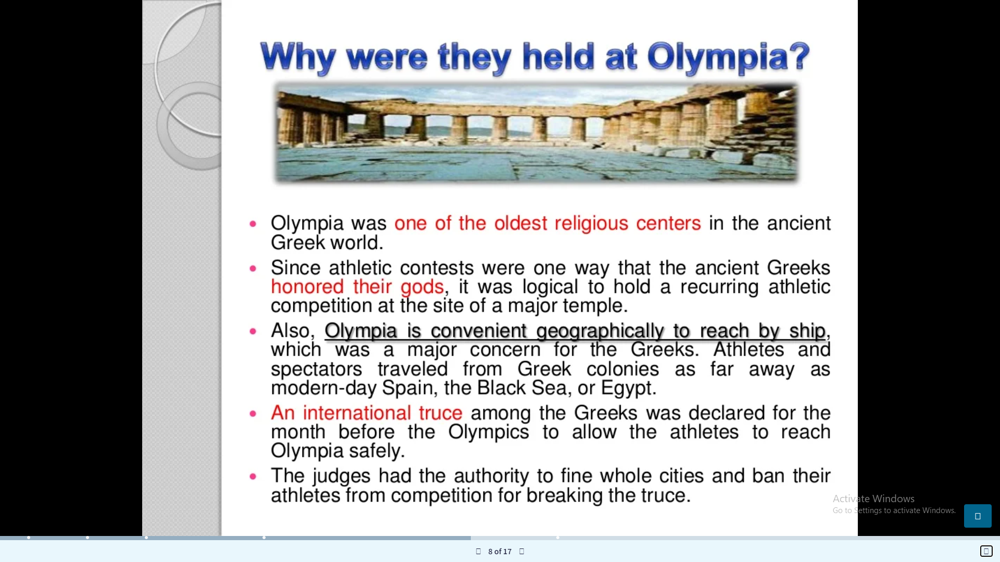 Why were they held at Olympia?
• Olympia was one of the oldest religious centers in the ancient
Greek world.
• Since athletic contests were one way that the ancient Greeks
honored their gods, it was logical to hold a recurring athletic
competition at the site of a major temple.
• Also, Olympia is convenient geographically to reach by ship,
which was a major concern for the Greeks. Athletes and
spectators traveled from Greek colonies as far away as
modern-day Spain, the Black Sea, or Egypt.
• An international truce among the Greeks was declared for the
month before the Olympics to allow the athletes to reach
Olympia safely.
• The judges had the authority to fine whole cities and ban their
athletes from competition for breaking the truce.
Activate Windows
Go to Settings to activate Windows.
8 of 17